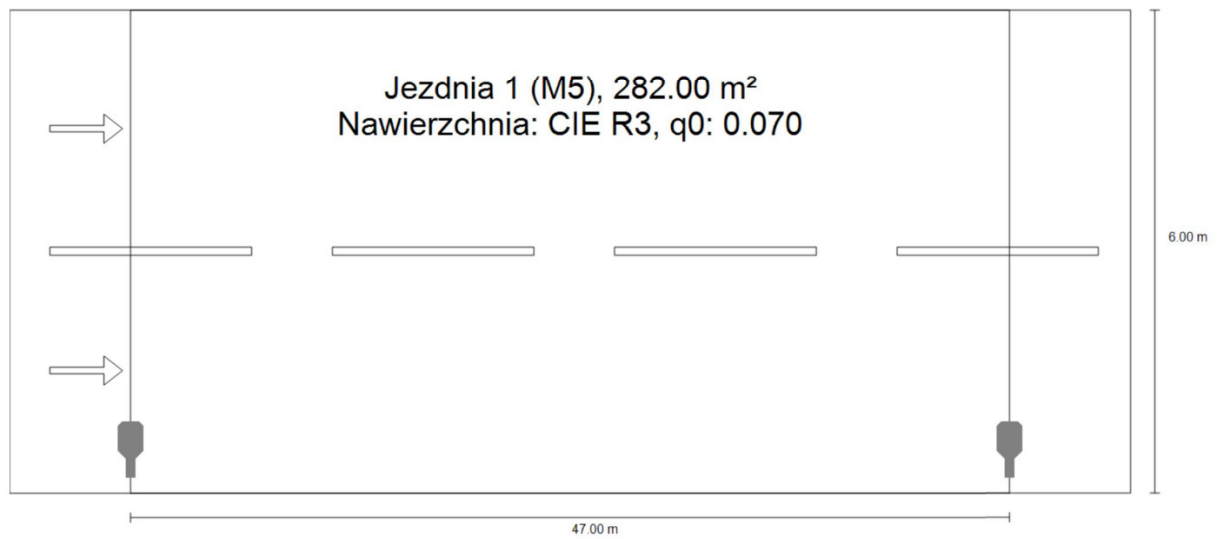 Jezdnia 1 (M5), 282.00 m²
Nawierzchnia: CIE R3, q0: 0.070
6.00 m
47.00 m